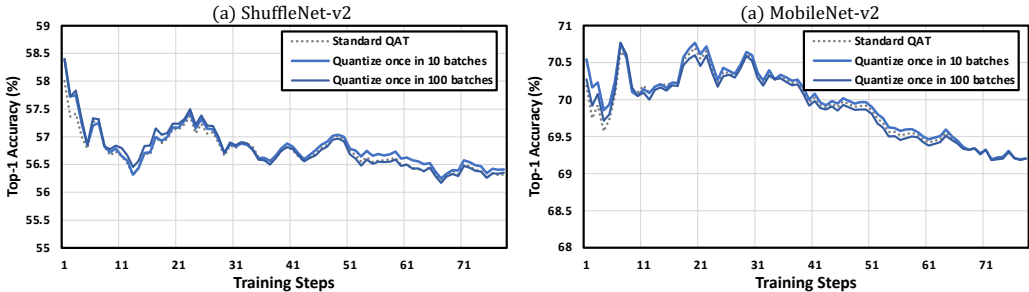 (a) ShuffleNet-v2
59
58.5
58
57.5
57
56.5
56
55.5
55
Top-1 Accuracy (%)
Standard QAT
Quantize once in 10 batches
Quantize once in 100 batches
1 11 21 31 41 51 61 71
Training Steps
(a) MobileNet-v2
71
70.5
70
69.5
69
68.5
68
Top-1 Accuracy (%)
Standard QAT
Quantize once in 10 batches
Quantize once in 100 batches
1 11 21 31 41 51 61 71
Training Steps